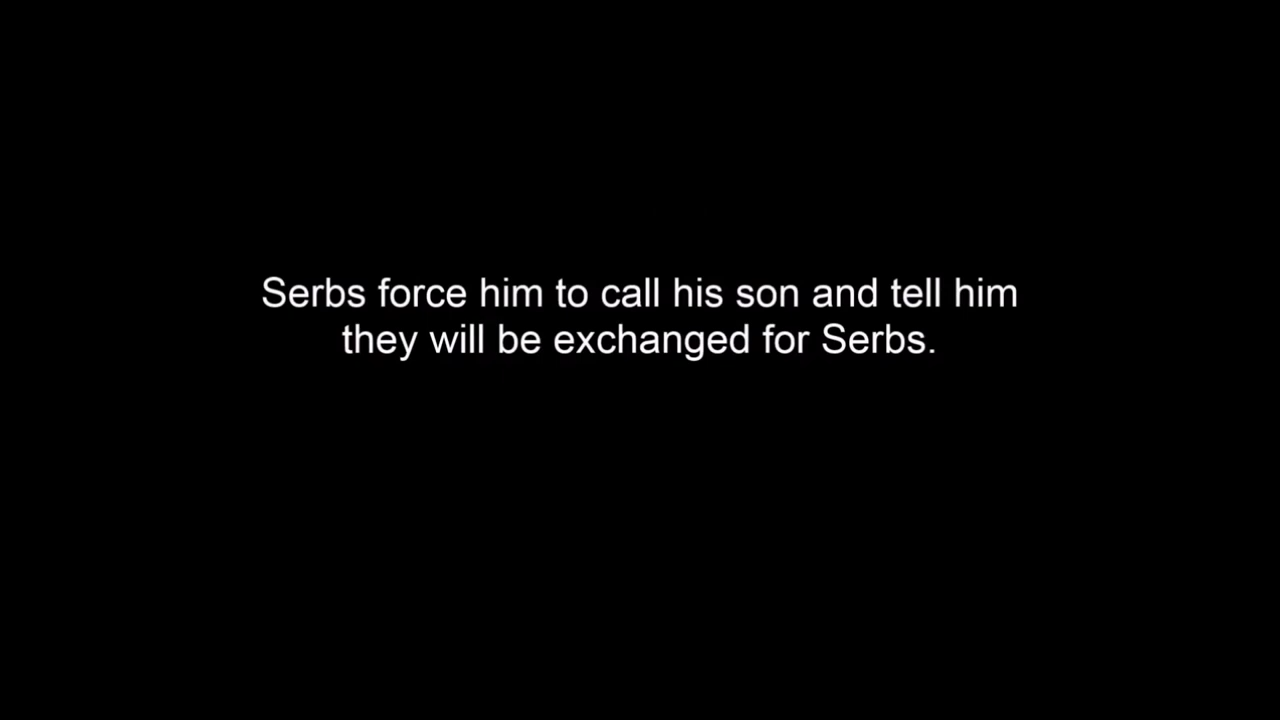 Serbs force him to call his son and tell him
they will be exchanged for Serbs.